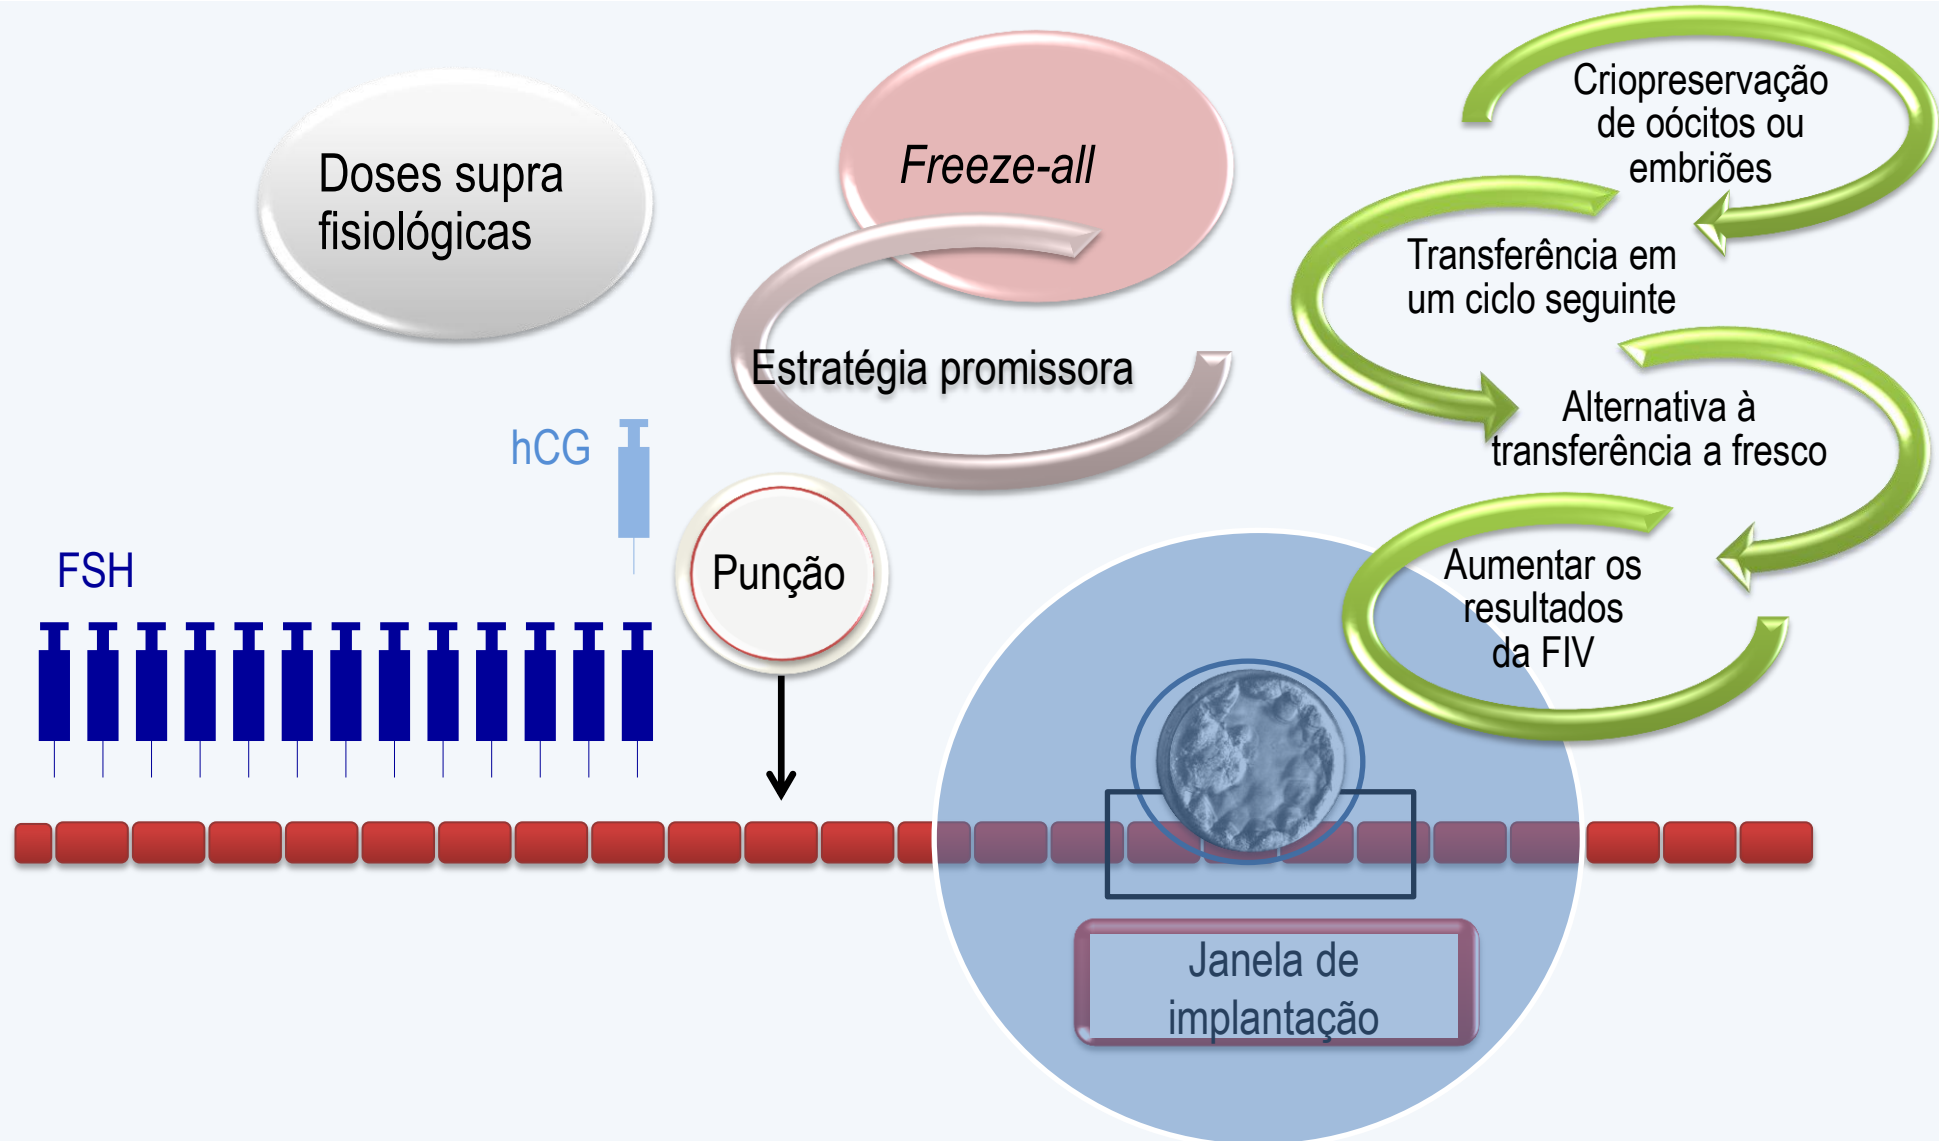 Doses supra
fisiológicas
Freeze-all
Estratégia promissora
Criopreservação
de oócitos ou
embriões
Transferência em
um ciclo seguinte
Alternativa à
transferência a fresco
Aumentar os
resultados
da FIV
hCG
FSH
Punção
Janela de
implantação